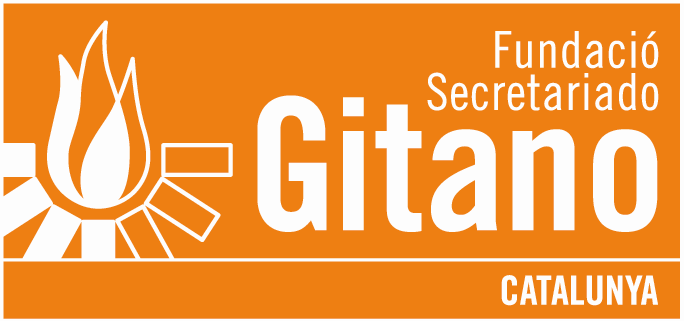 Fundació
Secretariado
Gitano
CATALUNYA